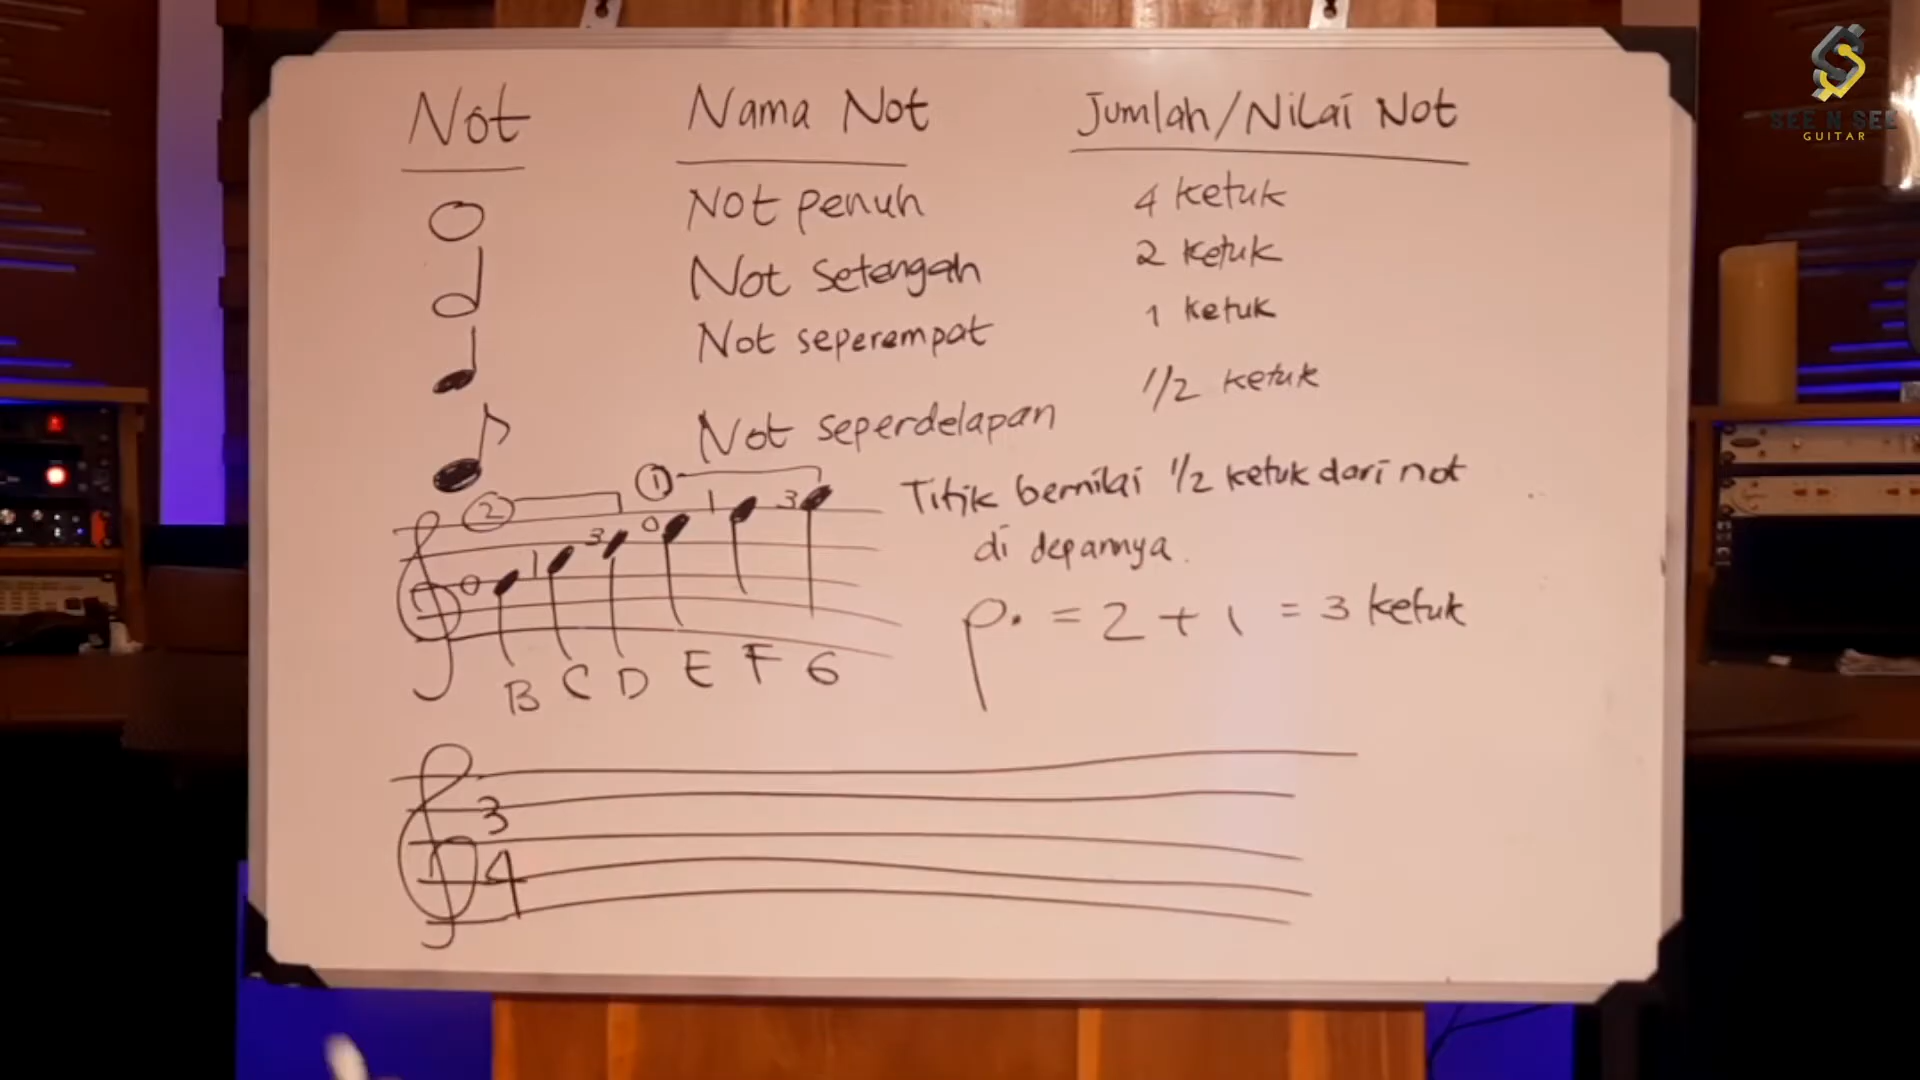 Not Nama Not Jumlah/Nilai Not
Not penuh 4 ketuk
Not Setengah 2 ketuk
Not seperempat 1 ketuk
Not seperdelapan 1/2 ketuk
2 1
0 1 3 0 1 3
B C D E F G
Titik bernilai 1/2 ketuk dari not
di depannya.
= 2 + 1 = 3 ketuk
3
4
SEE N SEE
GUITAR